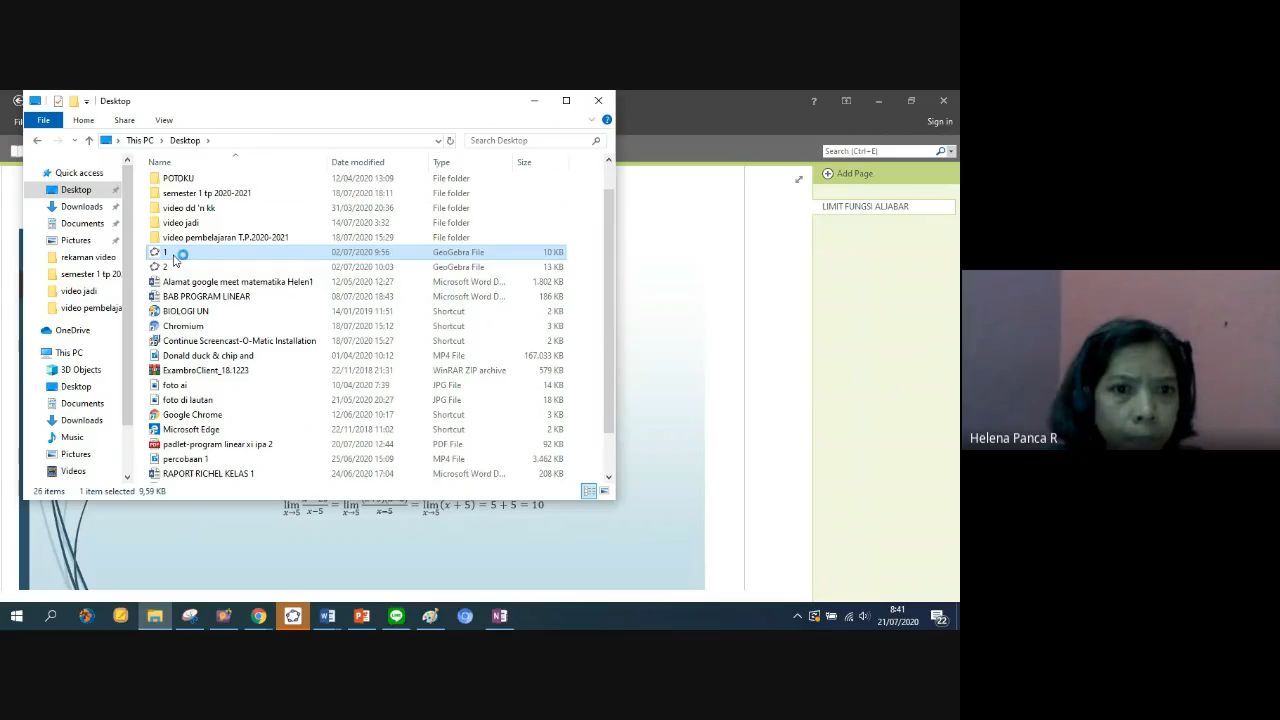 Desktop
File Home Share View
This PC Desktop
Search Desktop
Name Date modified Type Size
POTOKU 12/04/2020 13:09 File folder
semester 1 tp 2020-2021 18/07/2020 18:11 File folder
video dd 'n kk 31/03/2020 20:36 File folder
video jadi 14/07/2020 3:32 File folder
video pembelajaran T.P.2020-2021 18/07/2020 15:29 File folder
1 02/07/2020 9:56 GeoGebra File 10 KB
2 02/07/2020 10:03 GeoGebra File 13 KB
Alamat google meet matematika Helen1 12/05/2020 12:27 Microsoft Word D... 1.802 KB
BAB PROGRAM LINEAR 08/07/2020 18:43 Microsoft Word D... 186 KB
BIOLOGI UN 14/01/2019 11:51 Shortcut 2 KB
Chromium 18/07/2020 15:12 Shortcut 3 KB
Continue Screencast-O-Matic Installation 18/07/2020 15:27 Shortcut 2 KB
Donald duck & chip and 01/04/2020 10:12 MP4 File 167.033 KB
ExambroClient_18.1223 22/11/2018 21:31 WinRAR ZIP archive 579 KB
foto ai 10/04/2020 7:39 JPG File 14 KB
foto di lautan 21/05/2020 20:27 JPG File 18 KB
Google Chrome 12/06/2020 10:17 Shortcut 3 KB
Microsoft Edge 22/11/2018 11:02 Shortcut 2 KB
padlet-program linear xi ipa 2 20/07/2020 12:44 PDF File 92 KB
percobaan 1 25/06/2020 15:09 MP4 File 3.462 KB
RAPORT RICHEL KELAS 1 24/06/2020 17:04 Microsoft Word D... 208 KB
Quick access
Desktop
Downloads
Documents
Pictures
rekaman video
semester 1 tp 20
video jadi
video pembelaja
OneDrive
This PC
3D Objects
Desktop
Documents
Downloads
Music
Pictures
Videos
26 items 1 item selected 9,59 KB
= lim x→5 = lim x→5 (x + 5) = 5 + 5 = 10
Sign in
Search (Ctrl+E)
Add Page
LIMIT FUNGSI ALJABAR
Helena Panca R
8:41
21/07/2020
22